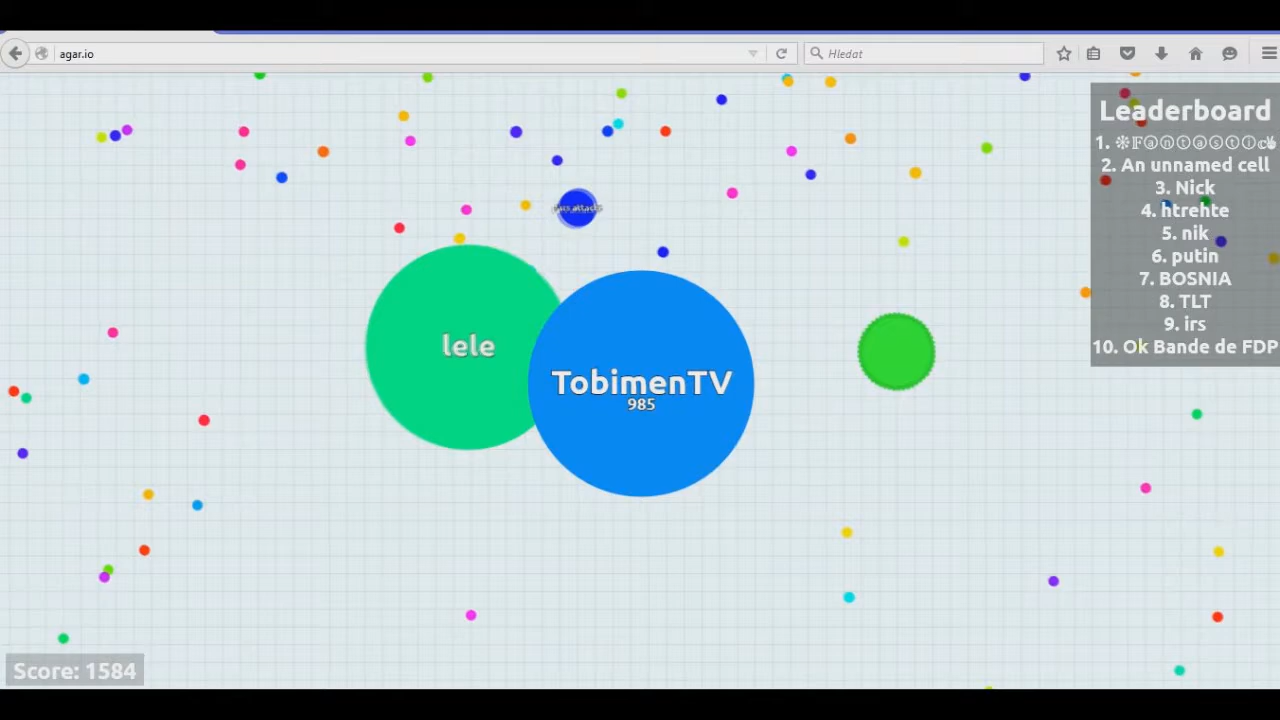 agar.io
Hledat
Leaderboard
2. An unnamed cell
3. Nick
4. htrehte
5. nik
6. putin
7. BOSNIA
8. TLT
9. irs
10. Ok Bande de FDP
lele
TobimenTV
985
Score: 1584